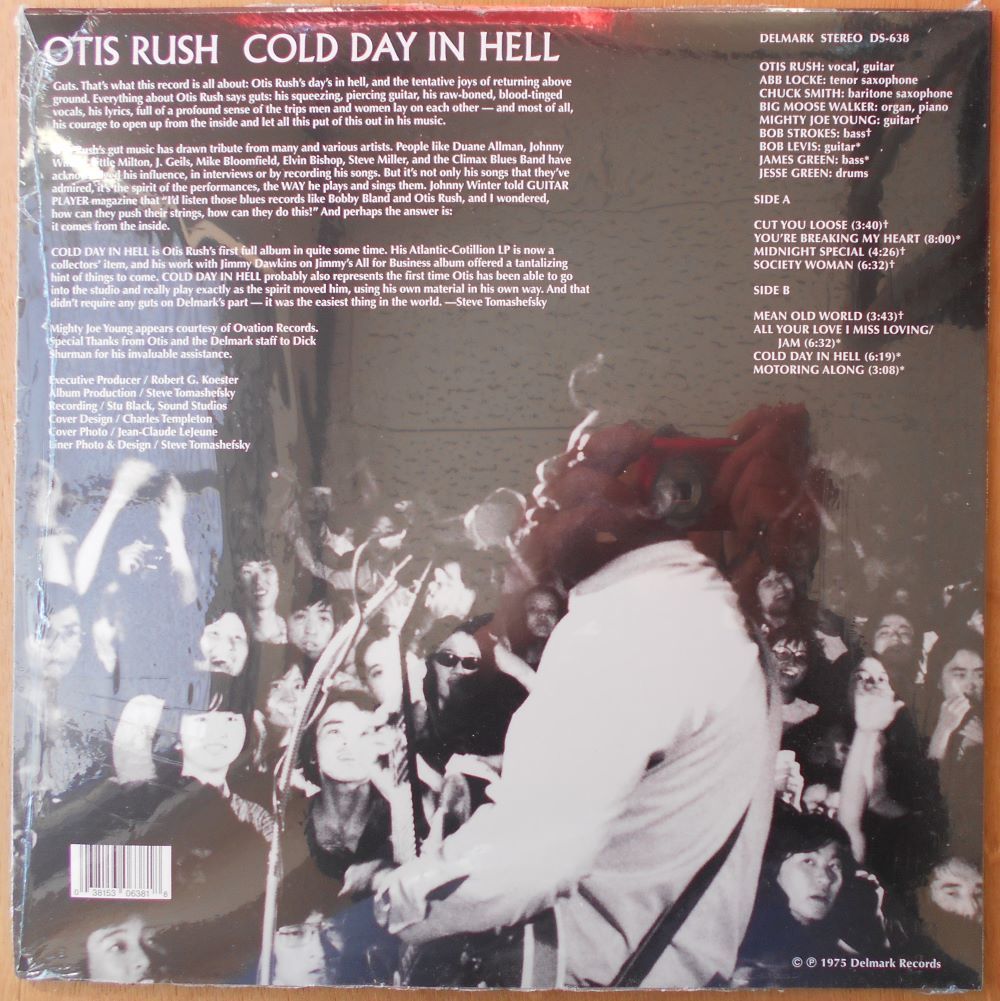 OTIS RUSH COLD DAY IN HELL
Guts. That's what this record is all about: Otis Rush's day's in hell, and the tentative joys of returning above
ground. Everything about Otis Rush says guts: his squeezing, piercing guitar, his raw-boned, blood-tinged
vocals, his lyrics, full of a profound sense of the trips men and women lay on each other — and most of all,
his courage to open up from the inside and let all this put of this out in his music.
Rush's gut music has drawn tribute from many and various artists. People like Duane Allman, Johnny
Little Milton, J. Geils, Mike Bloomfield, Elvin Bishop, Steve Miller, and the Climax Blues Band have
his influence, in interviews or by recording his songs. But it's not only his songs that they've
admired, it's the spirit of the performances, the WAY he plays and sings them. Johnny Winter told GUITAR
PLAYER magazine that "I'd listen those blues records like Bobby Bland and Otis Rush, and I wondered,
how can they push their strings, how can they do this!" And perhaps the answer is:
it comes from the inside.
COLD DAY IN HELL is Otis Rush's first full album in quite some time. His Atlantic-Cotillion LP is now a
collectors' item, and his work with Jimmy Dawkins on Jimmy's All for Business album offered a tantalizing
hint of things to come. COLD DAY IN HELL probably also represents the first time Otis has been able to go
into the studio and really play exactly as the spirit moved him, using his own material in his own way. And that
didn't require any guts on Delmark's part — it was the easiest thing in the world. —Steve Tomashefsky
Mighty Joe Young appears courtesy of Ovation Records.
Special Thanks from Otis and the Delmark staff to Dick
Shurman for his invaluable assistance.
Executive Producer / Robert G. Koester
Album Production / Steve Tomashefsky
Recording / Stu Black, Sound Studios
Cover Design / Charles Templeton
Cover Photo / Jean-Claude LeJeune
Liner Photo & Design / Steve Tomashefsky
DELMARK STEREO DS-638
OTIS RUSH: vocal, guitar
ABB LOCKE: tenor saxophone
CHUCK SMITH: baritone saxophone
BIG MOOSE WALKER: organ, piano
MIGHTY JOE YOUNG: guitar†
BOB STROKES: bass†
BOB LEVIS: guitar*
JAMES GREEN: bass*
JESSE GREEN: drums
SIDE A
CUT YOU LOOSE (3:40)†
YOU'RE BREAKING MY HEART (8:00)*
MIDNIGHT SPECIAL (4:26)†
SOCIETY WOMAN (6:32)†
SIDE B
MEAN OLD WORLD (3:43)†
ALL YOUR LOVE I MISS LOVING/
JAM (6:32)*
COLD DAY IN HELL (6:19)*
MOTORING ALONG (3:08)*
0 38153 06381 6
© ℗ 1975 Delmark Records